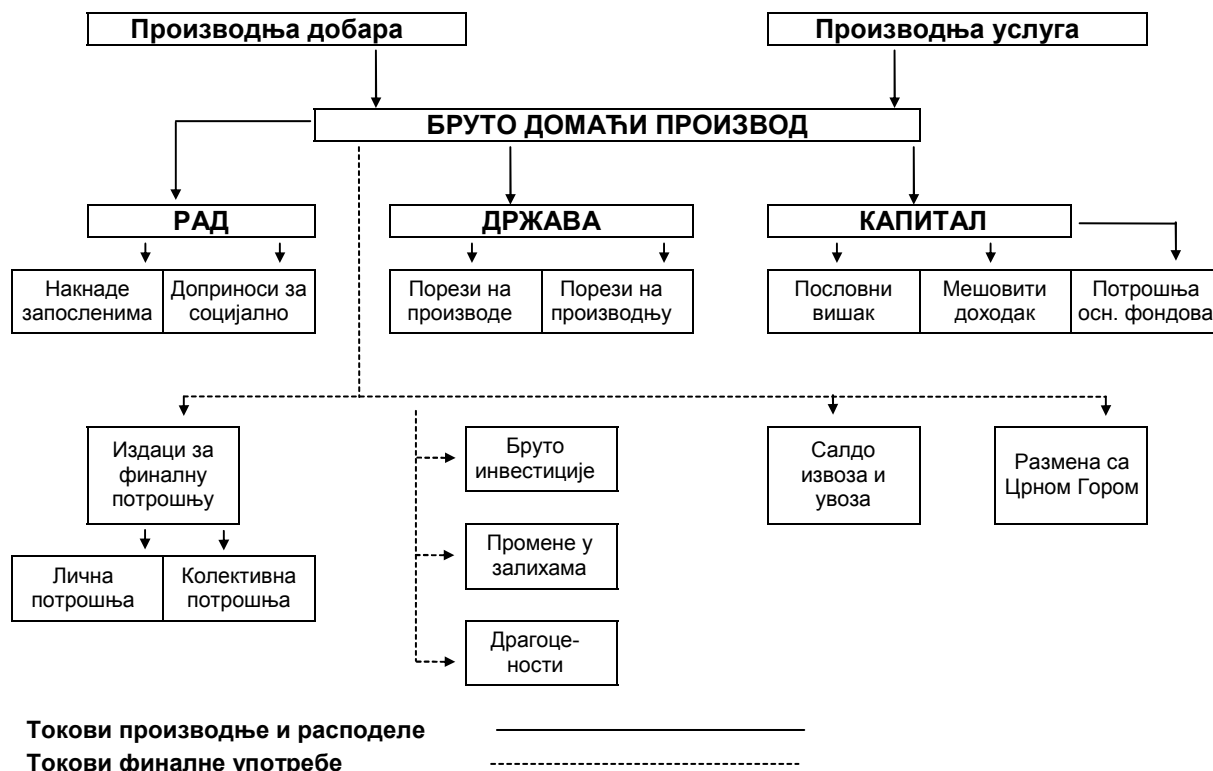 Производња добара
Производња услуга
БРУТО ДОМАЋИ ПРОИЗВОД
РАД
ДРЖАВА
КАПИТАЛ
Накнаде
запосленима
Доприноси за
социјално
Порези на
производе
Порези на
производњу
Пословни
вишак
Мешовити
доходак
Потрошња
осн. фондова
Издаци за
финалну
потрошњу
Бруто
инвестиције
Салдо
извоза и
увоза
Размена са
Црном Гором
Промене у
залихама
Лична
потрошња
Колективна
потрошња
Драгоце-
ности
Токови производње и расподеле
Токови финалне употребе